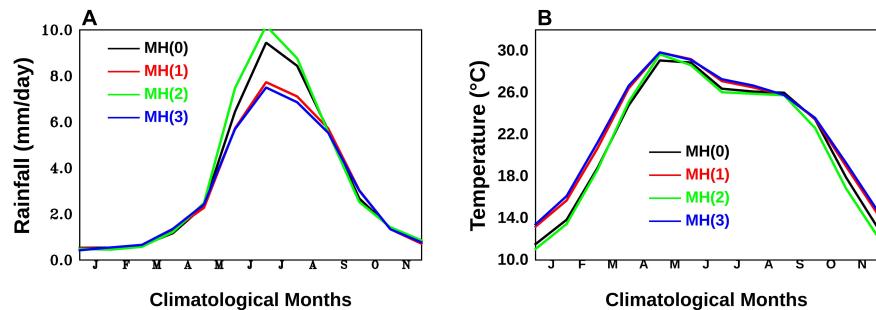 A
10.0
8.0
6.0
4.0
2.0
0.0
Rainfall (mm/day)
MH(0)
MH(1)
MH(2)
MH(3)
J F M A M J J A S O N
Climatological Months
B
30.0
26.0
22.0
18.0
14.0
10.0
Temperature (°C)
MH(0)
MH(1)
MH(2)
MH(3)
J F M A M J J A S O N
Climatological Months